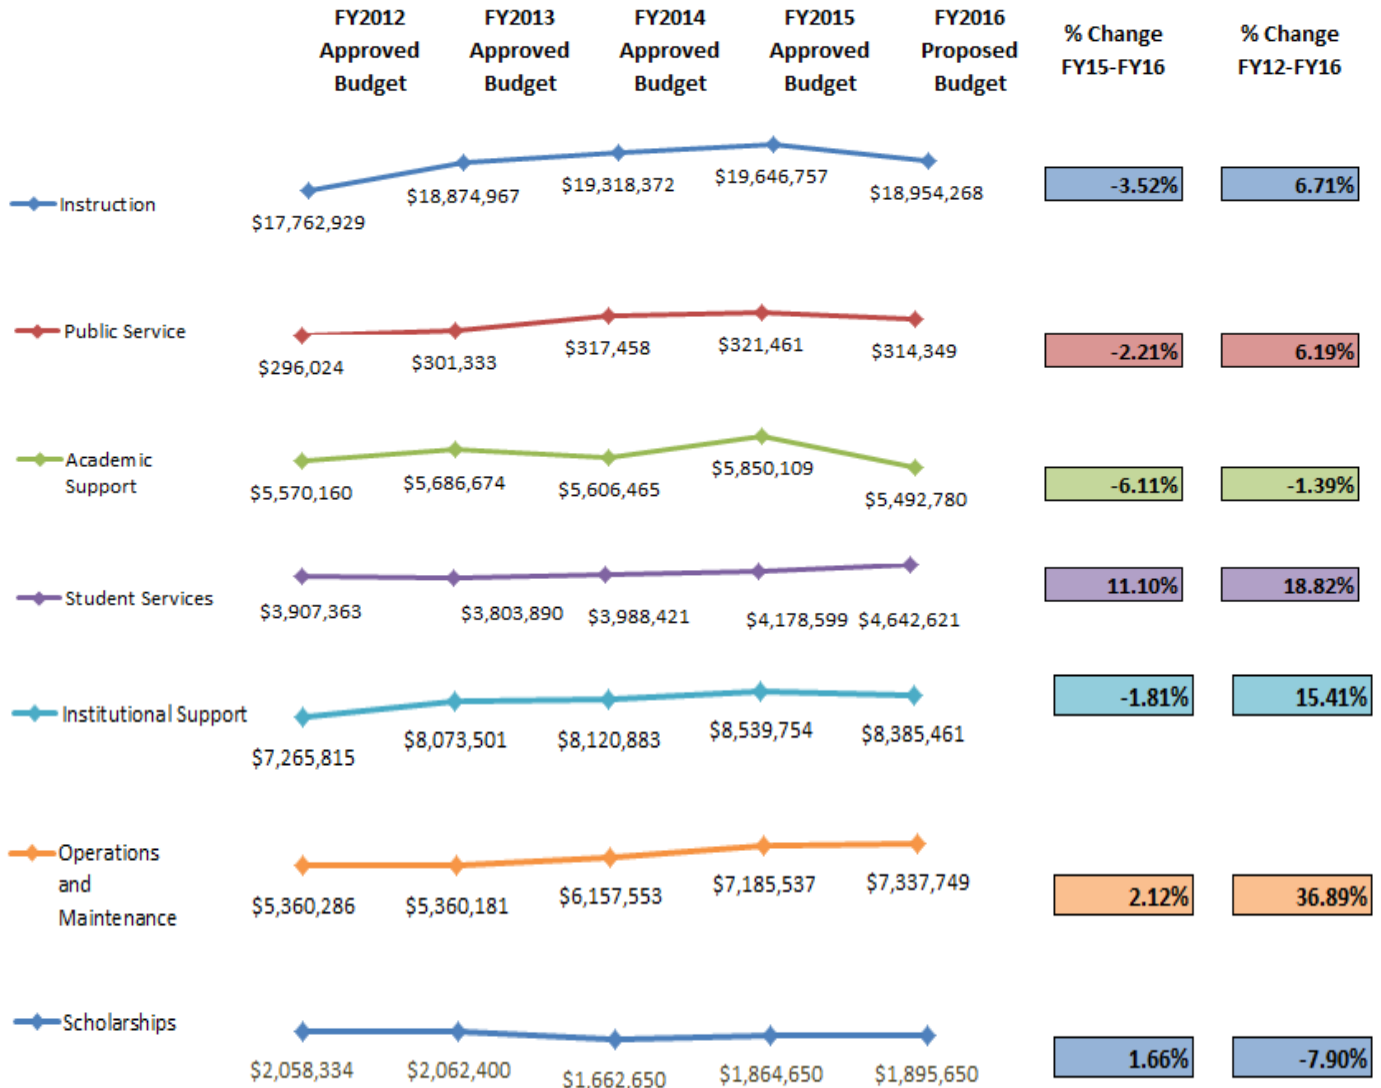 FY2012 FY2013 FY2014 FY2015 FY2016
Approved Approved Approved Approved Proposed
Budget Budget Budget Budget Budget
% Change % Change
FY15-FY16 FY12-FY16
Instruction
$17,762,929 $18,874,967 $19,318,372 $19,646,757 $18,954,268
-3.52% 6.71%
Public Service
$296,024 $301,333 $317,458 $321,461 $314,349
-2.21% 6.19%
Academic
Support
$5,570,160 $5,686,674 $5,606,465 $5,850,109 $5,492,780
-6.11% -1.39%
Student Services
$3,907,363 $3,803,890 $3,988,421 $4,178,599 $4,642,621
11.10% 18.82%
Institutional Support
$7,265,815 $8,073,501 $8,120,883 $8,539,754 $8,385,461
-1.81% 15.41%
Operations
and
Maintenance
$5,360,286 $5,360,181 $6,157,553 $7,185,537 $7,337,749
2.12% 36.89%
Scholarships
$2,058,334 $2,062,400 $1,662,650 $1,864,650 $1,895,650
1.66% -7.90%